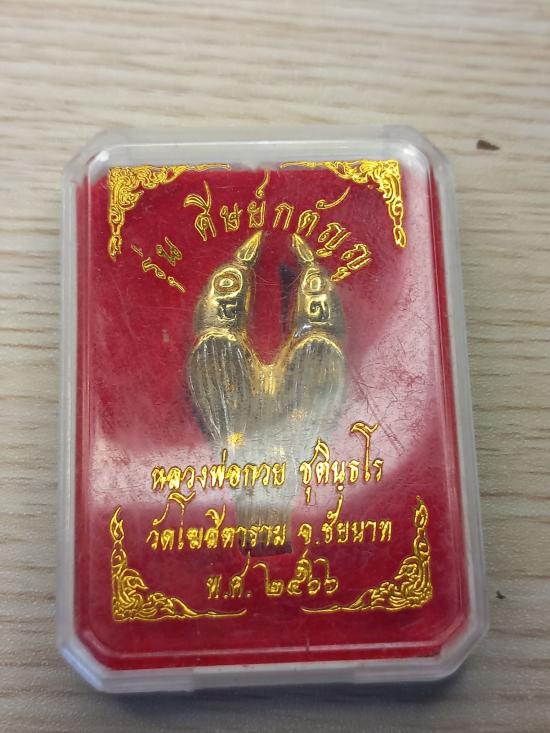 รุ่น ศิษย์กตัญญู
หลวงพ่อกวย ชุตินฺธโร
วัดโฆสิตาราม จ.ชัยนาท
พ.ศ.๒๕๖๖